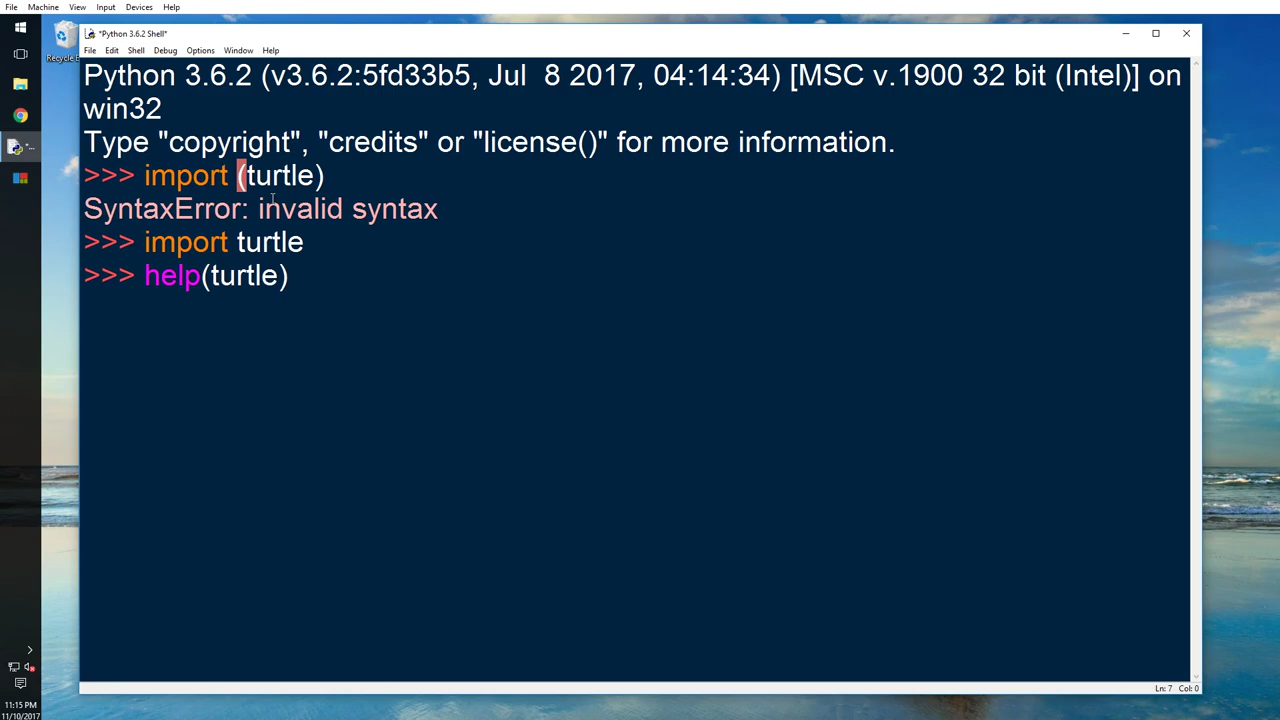 File Machine View Input Devices Help
Recycle
*Python 3.6.2 Shell*
File Edit Shell Debug Options Window Help
Python 3.6.2 (v3.6.2:5fd33b5, Jul  8 2017, 04:14:34) [MSC v.1900 32 bit (Intel)] on
win32
Type "copyright", "credits" or "license()" for more information.
>>> import (turtle)
SyntaxError: invalid syntax
>>> import turtle
>>> help(turtle)
Ln: 7 Col: 0
11:15 PM
11/10/2017